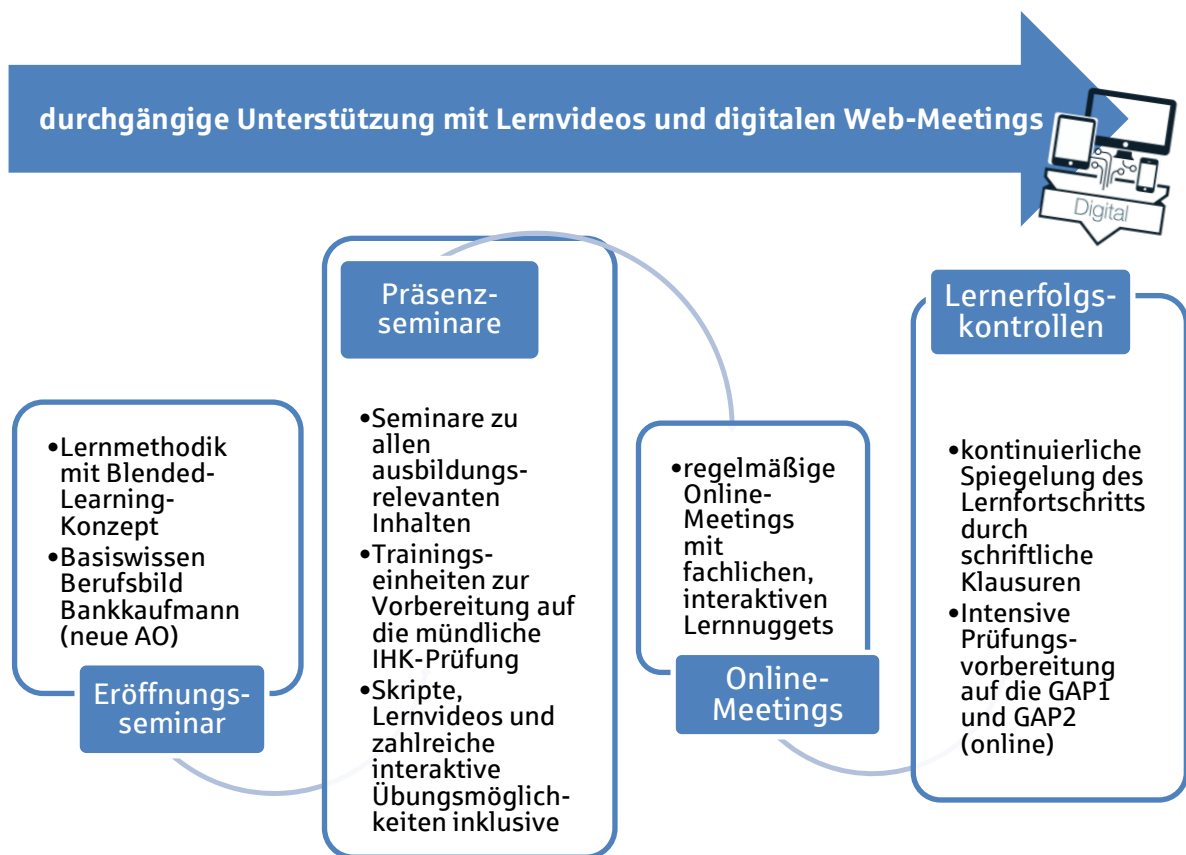 durchgängige Unterstützung mit Lernvideos und digitalen Web-Meetings
Digital
•Lernmethodik
mit Blended-
Learning-
Konzept
•Basiswissen
Berufsbild
Bankkaufmann
(neue AO)
Eröffnungs-
seminar
Präsenz-
seminare
•Seminare zu
allen
ausbildungs-
relevanten
Inhalten
•Trainings-
einheiten zur
Vorbereitung auf
die mündliche
IHK-Prüfung
•Skripte,
Lernvideos und
zahlreiche
interaktive
Übungsmöglich-
keiten inklusive
•regelmäßige
Online-
Meetings
mit
fachlichen,
interaktiven
Lernnuggets
Online-
Meetings
Lernerfolgs-
kontrollen
•kontinuierliche
Spiegelung des
Lernfortschritts
durch
schriftliche
Klausuren
•Intensive
Prüfungs-
vorbereitung
auf die GAP1
und GAP2
(online)